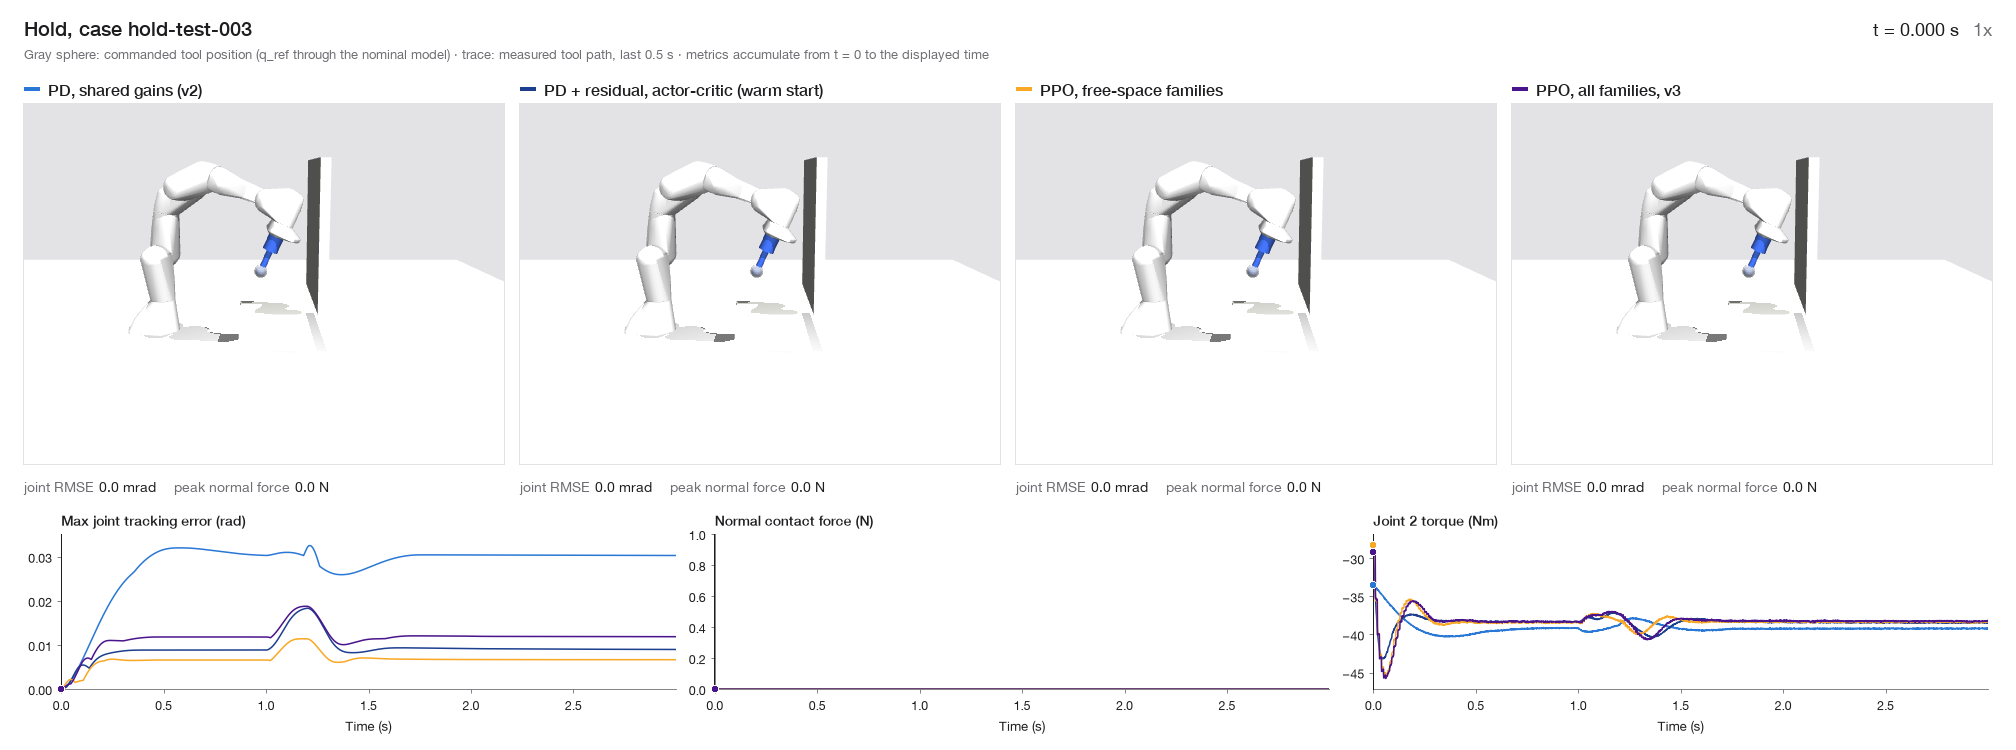 Hold, case hold-test-003
t = 0.000 s 1x
Gray sphere: commanded tool position (q_ref through the nominal model) · trace: measured tool path, last 0.5 s · metrics accumulate from t = 0 to the displayed time
PD, shared gains (v2)
PD + residual, actor-critic (warm start)
PPO, free-space families
PPO, all families, v3
joint RMSE 0.0 mrad peak normal force 0.0 N
joint RMSE 0.0 mrad peak normal force 0.0 N
joint RMSE 0.0 mrad peak normal force 0.0 N
joint RMSE 0.0 mrad peak normal force 0.0 N
Max joint tracking error (rad)
0.03
0.02
0.01
0.00
0.0 0.5 1.0 1.5 2.0 2.5
Time (s)
Normal contact force (N)
1.0
0.8
0.6
0.4
0.2
0.0
0.0 0.5 1.0 1.5 2.0 2.5
Time (s)
Joint 2 torque (Nm)
−30
−35
−40
−45
0.0 0.5 1.0 1.5 2.0 2.5
Time (s)